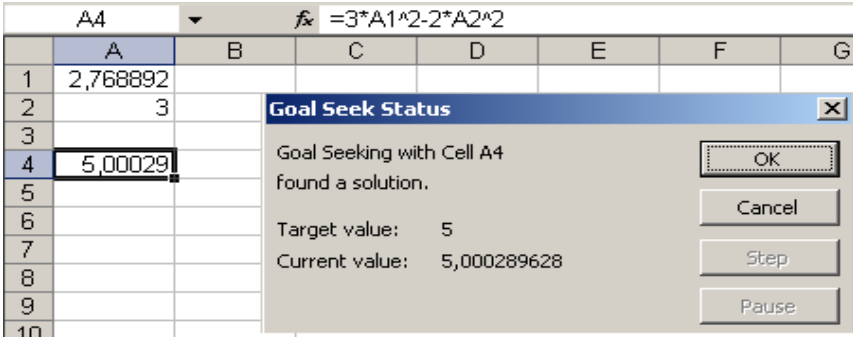 A4 fx =3*A1^2-2*A2^2
A B C D E F G
1 2,768892
2 3
3
4 5,00029
5
6
7
8
9
10
Goal Seek Status
Goal Seeking with Cell A4
found a solution.
Target value: 5
Current value: 5,000289628
OK
Cancel
Step
Pause